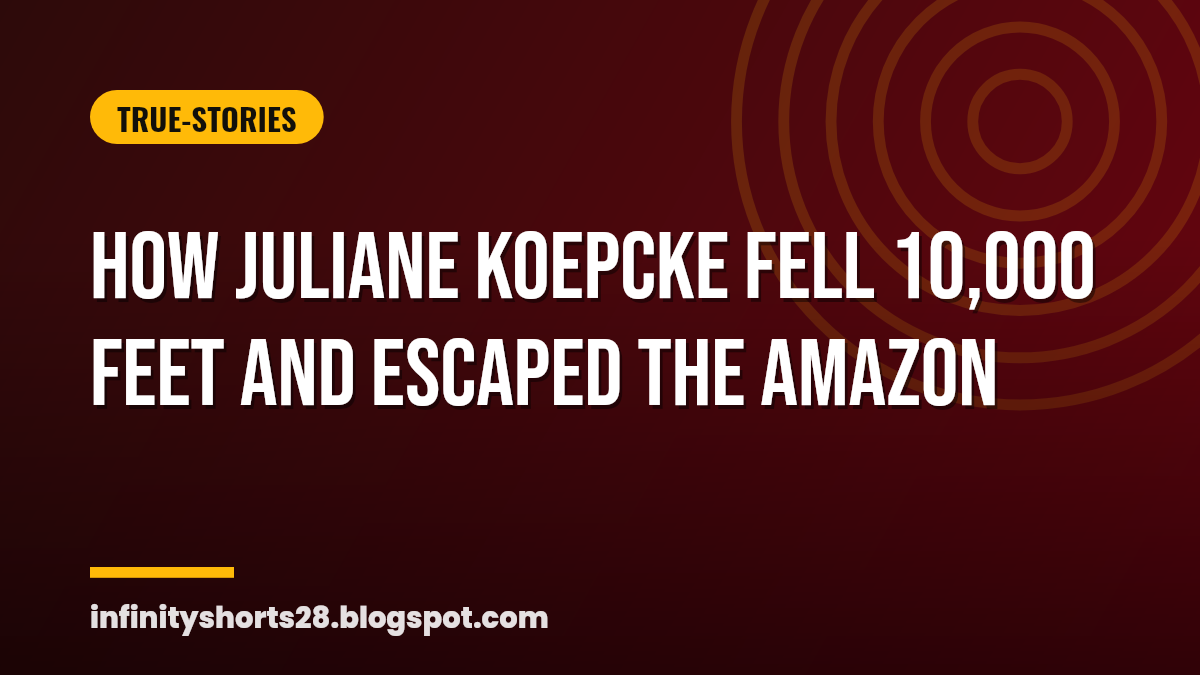 TRUE-STORIES
HOW JULIANE KOEPCKE FELL 10,000
FEET AND ESCAPED THE AMAZON
infinityshorts28.blogspot.com